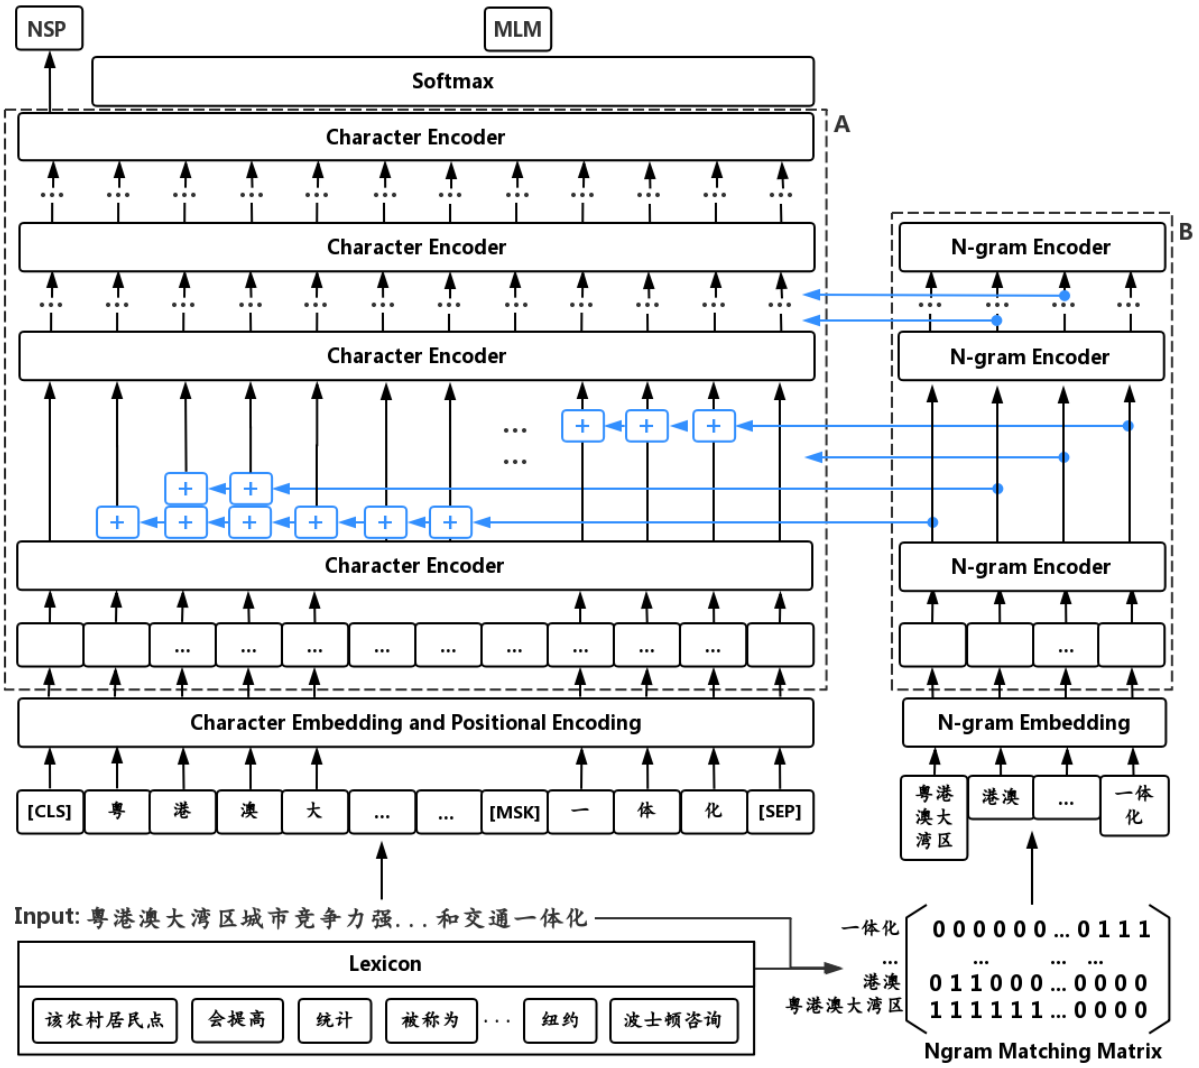 NSP
MLM
Softmax
A
Character Encoder
... ... ... ... ... ... ... ... ... ... ... ...
Character Encoder
N-gram Encoder
B
... ... ... ... ... ... ... ... ... ... ... ...
... ... ... ...
Character Encoder
N-gram Encoder
... + + +
...
+ +
+ + + + + +
Character Encoder
N-gram Encoder
... ... ... ... ... ... ... ... ...
...
Character Embedding and Positional Encoding
N-gram Embedding
[CLS] 粤 港 澳 大 ... ... [MSK] 一 体 化 [SEP]
粤港
澳大
湾区
港澳
...
一体
化
Input: 粤港澳大湾区城市竞争力强...和交通一体化
Lexicon
该农村居民点 会提高 统计 被称为 ... 纽约 波士顿咨询
一体化 0 0 0 0 0 0 ... 0 1 1 1
... ... ... ...
港澳 0 1 1 0 0 0 ... 0 0 0 0
粤港澳大湾区 1 1 1 1 1 1 ... 0 0 0 0
Ngram Matching Matrix